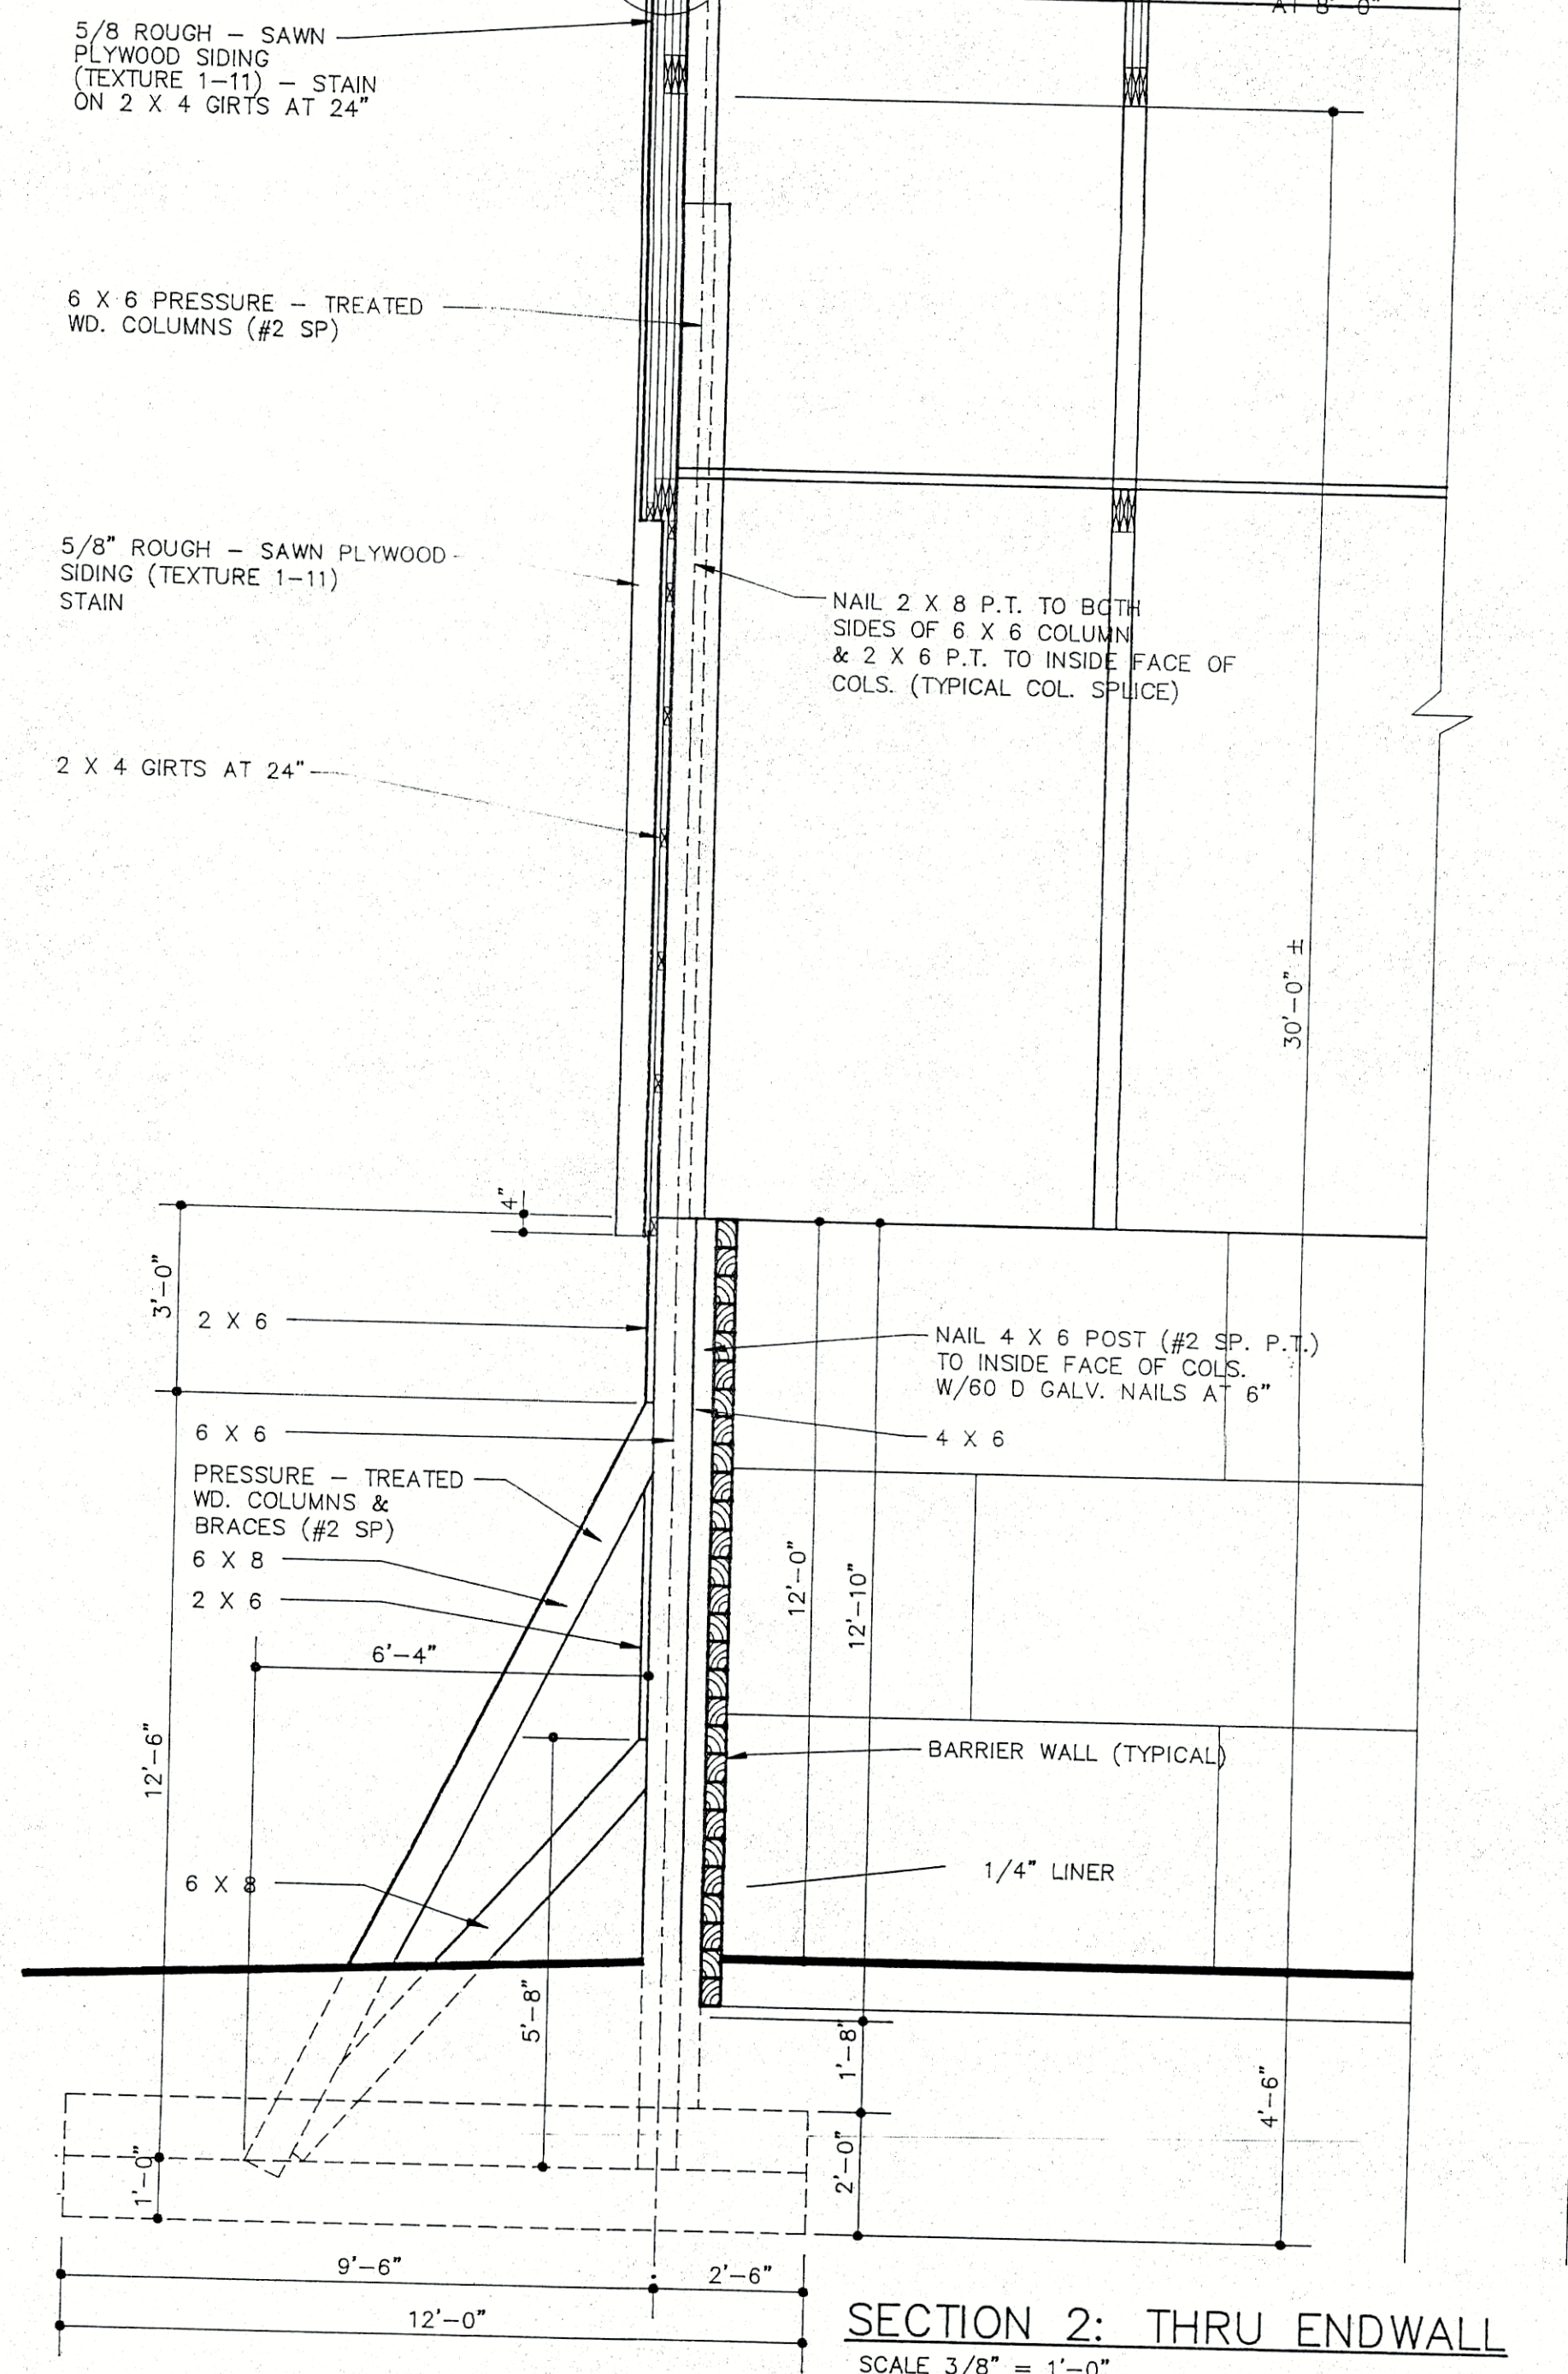 AT 8'-0"
5/8 ROUGH - SAWN
PLYWOOD SIDING
(TEXTURE 1-11) - STAIN
ON 2 X 4 GIRTS AT 24"
6 X 6 PRESSURE - TREATED
WD. COLUMNS (#2 SP)
5/8" ROUGH - SAWN PLYWOOD
SIDING (TEXTURE 1-11)
STAIN
NAIL 2 X 8 P.T. TO BOTH
SIDES OF 6 X 6 COLUMN
& 2 X 6 P.T. TO INSIDE FACE OF
COLS. (TYPICAL COL. SPLICE)
2 X 4 GIRTS AT 24"
30'-0" ±
4"
3'-0"
2 X 6
NAIL 4 X 6 POST (#2 SP. P.T.)
TO INSIDE FACE OF COLS.
W/60 D GALV. NAILS AT 6"
6 X 6
4 X 6
PRESSURE - TREATED
WD. COLUMNS &
BRACES (#2 SP)
6 X 8
2 X 6
12'-0"
12'-10"
6'-4"
12'-6"
BARRIER WALL (TYPICAL)
1/4" LINER
6 X 8
5'-8"
1'-8"
4'-6"
1'-0"
2'-0"
9'-6"
2'-6"
12'-0"
SECTION 2: THRU ENDWALL
SCALE 3/8" = 1'-0"